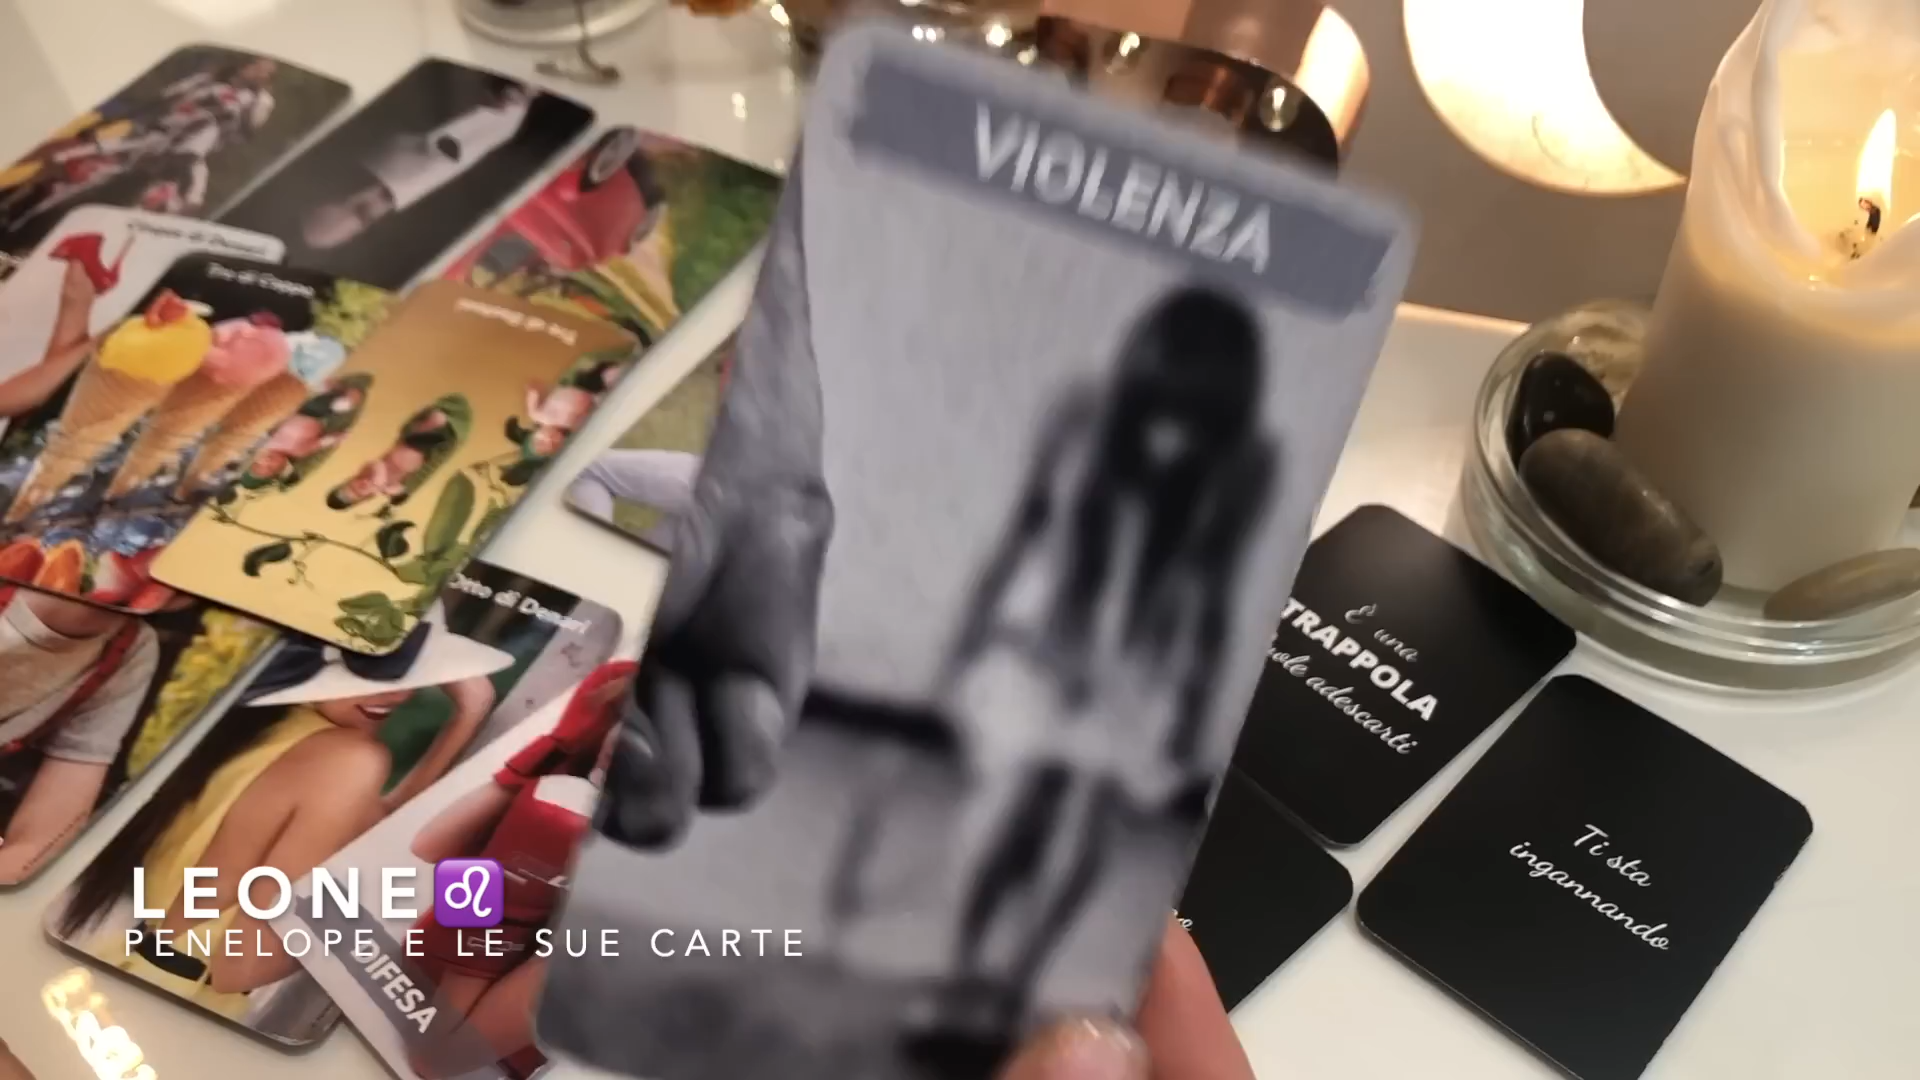 VIOLENZA
Tre di Coppe
Otto di Denari
È una
TRAPPOLA
vuole adescarti
Ti sta
ingannando
DIFESA
LEONE♌
PENELOPE E LE SUE CARTE